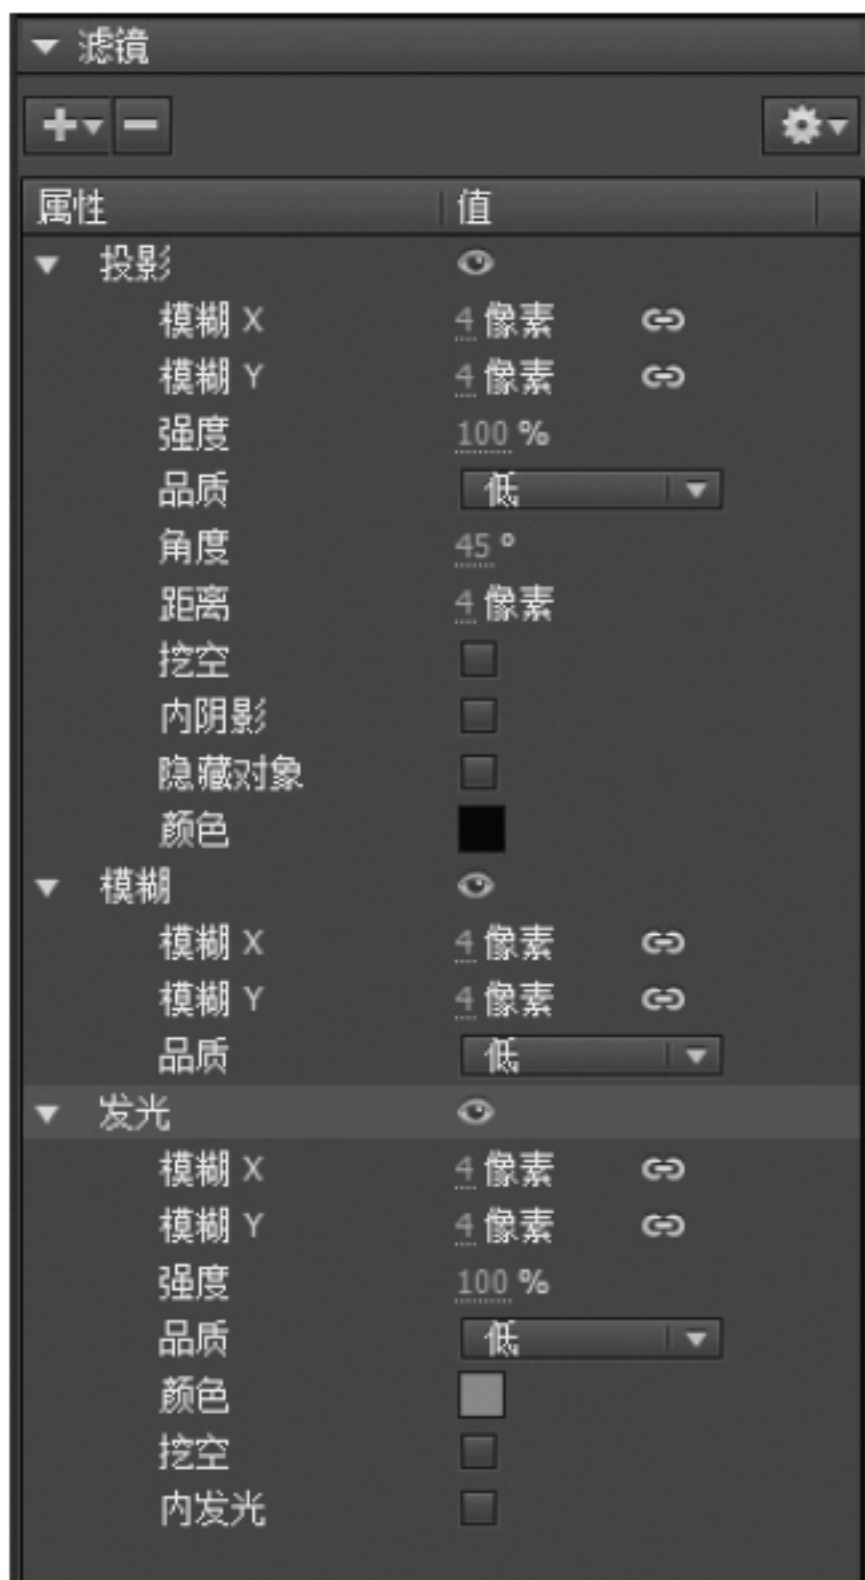 滤镜
属性 值
投影
模糊 X 4 像素
模糊 Y 4 像素
强度 100 %
品质 低
角度 45 °
距离 4 像素
挖空
内阴影
隐藏对象
颜色
模糊
模糊 X 4 像素
模糊 Y 4 像素
品质 低
发光
模糊 X 4 像素
模糊 Y 4 像素
强度 100 %
品质 低
颜色
挖空
内发光